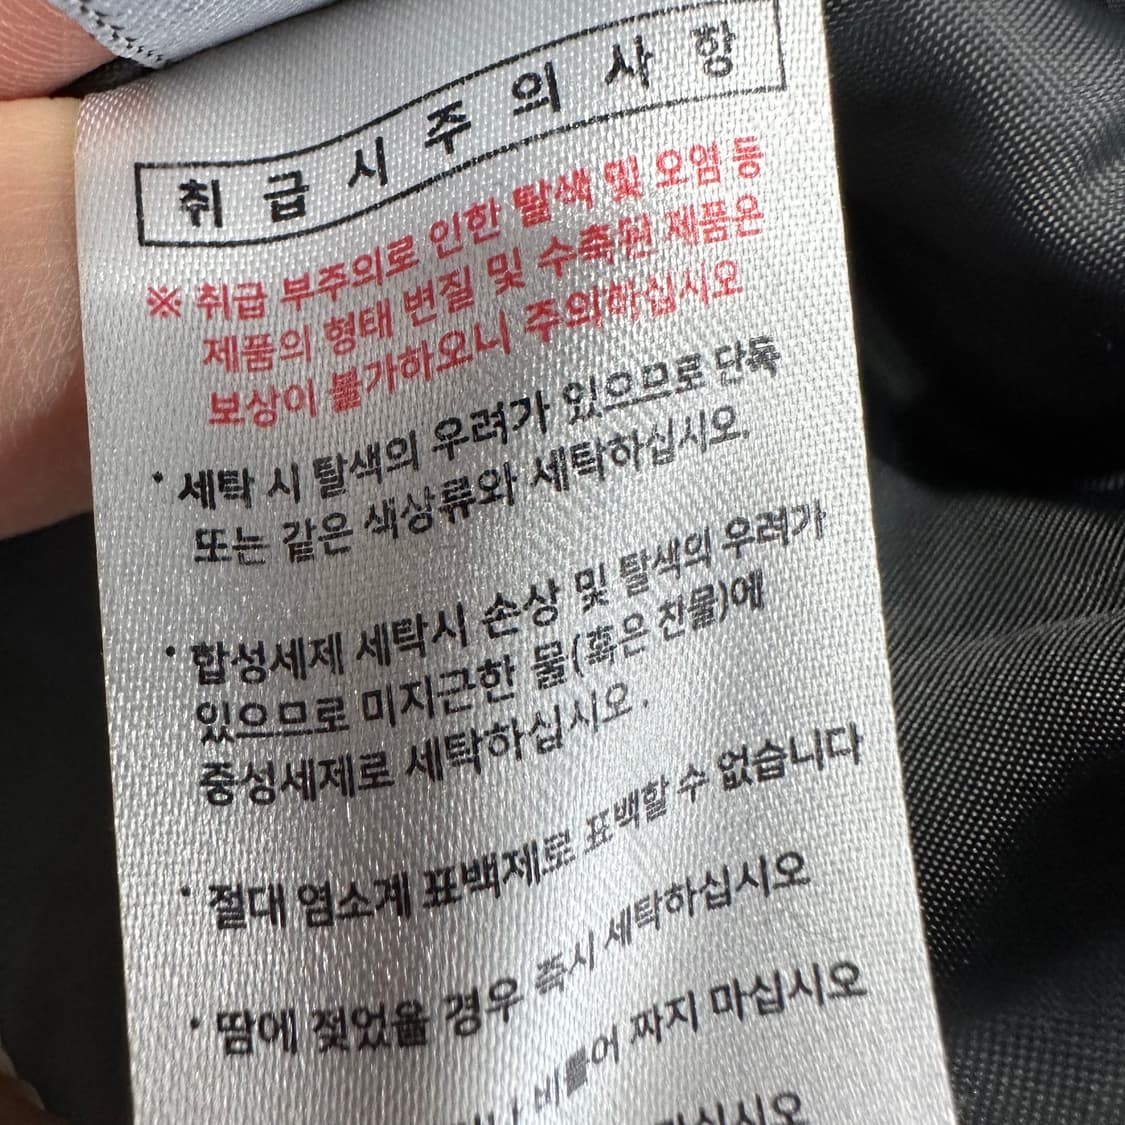 취급시주의사항
※ 취급 부주의로 인한 탈색 및 오염 등
제품의 형태 변질 및 수축된 제품은
보상이 불가하오니 주의하십시오
· 세탁 시 탈색의 우려가 있으므로 단독
또는 같은 색상류와 세탁하십시오.
· 합성세제 세탁시 손상 및 탈색의 우려가
있으므로 미지근한 물(혹은 찬물)에
중성세제로 세탁하십시오.
· 절대 염소계 표백제로 표백할 수 없습니다
· 땀에 젖었을 경우 즉시 세탁하십시오
비틀어 짜지 마십시오